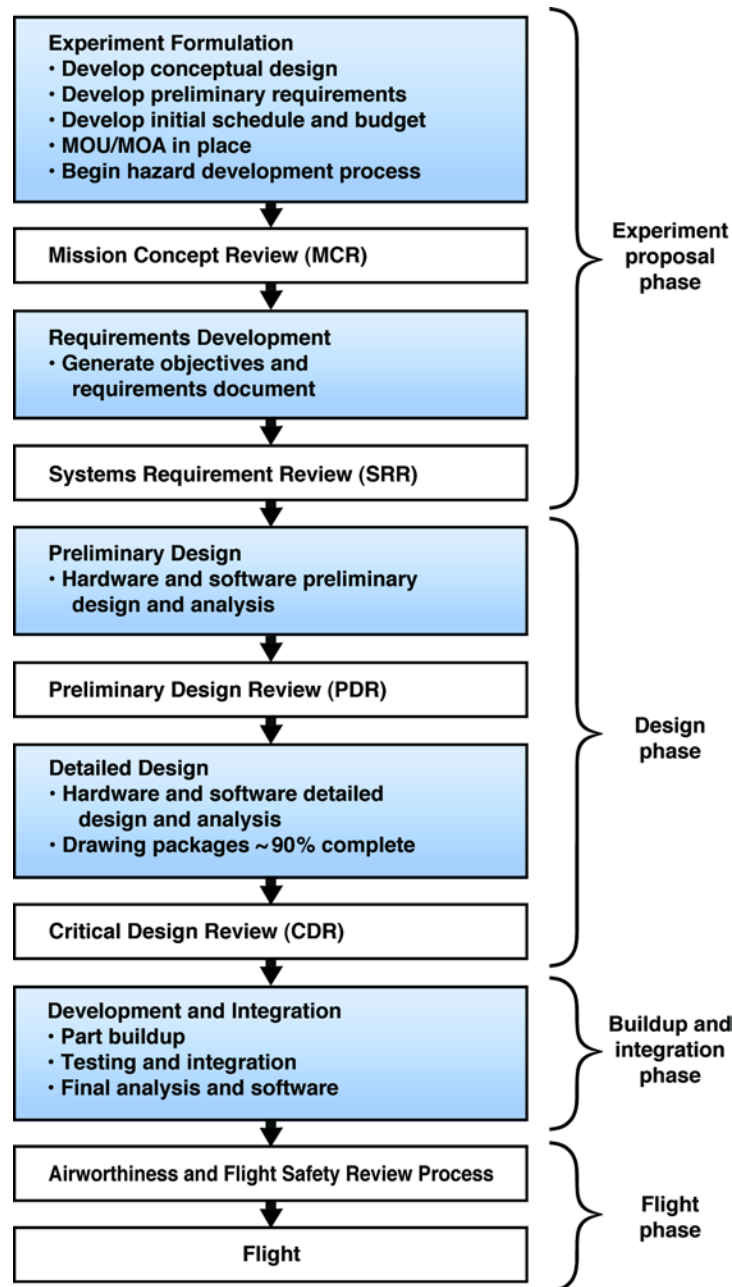 Experiment Formulation
· Develop conceptual design
· Develop preliminary requirements
· Develop initial schedule and budget
· MOU/MOA in place
· Begin hazard development process
Mission Concept Review (MCR)
Requirements Development
· Generate objectives and
requirements document
Systems Requirement Review (SRR)
Experiment
proposal
phase
Preliminary Design
· Hardware and software preliminary
design and analysis
Preliminary Design Review (PDR)
Detailed Design
· Hardware and software detailed
design and analysis
· Drawing packages ~90% complete
Critical Design Review (CDR)
Design
phase
Development and Integration
· Part buildup
· Testing and integration
· Final analysis and software
Buildup and
integration
phase
Airworthiness and Flight Safety Review Process
Flight
Flight
phase